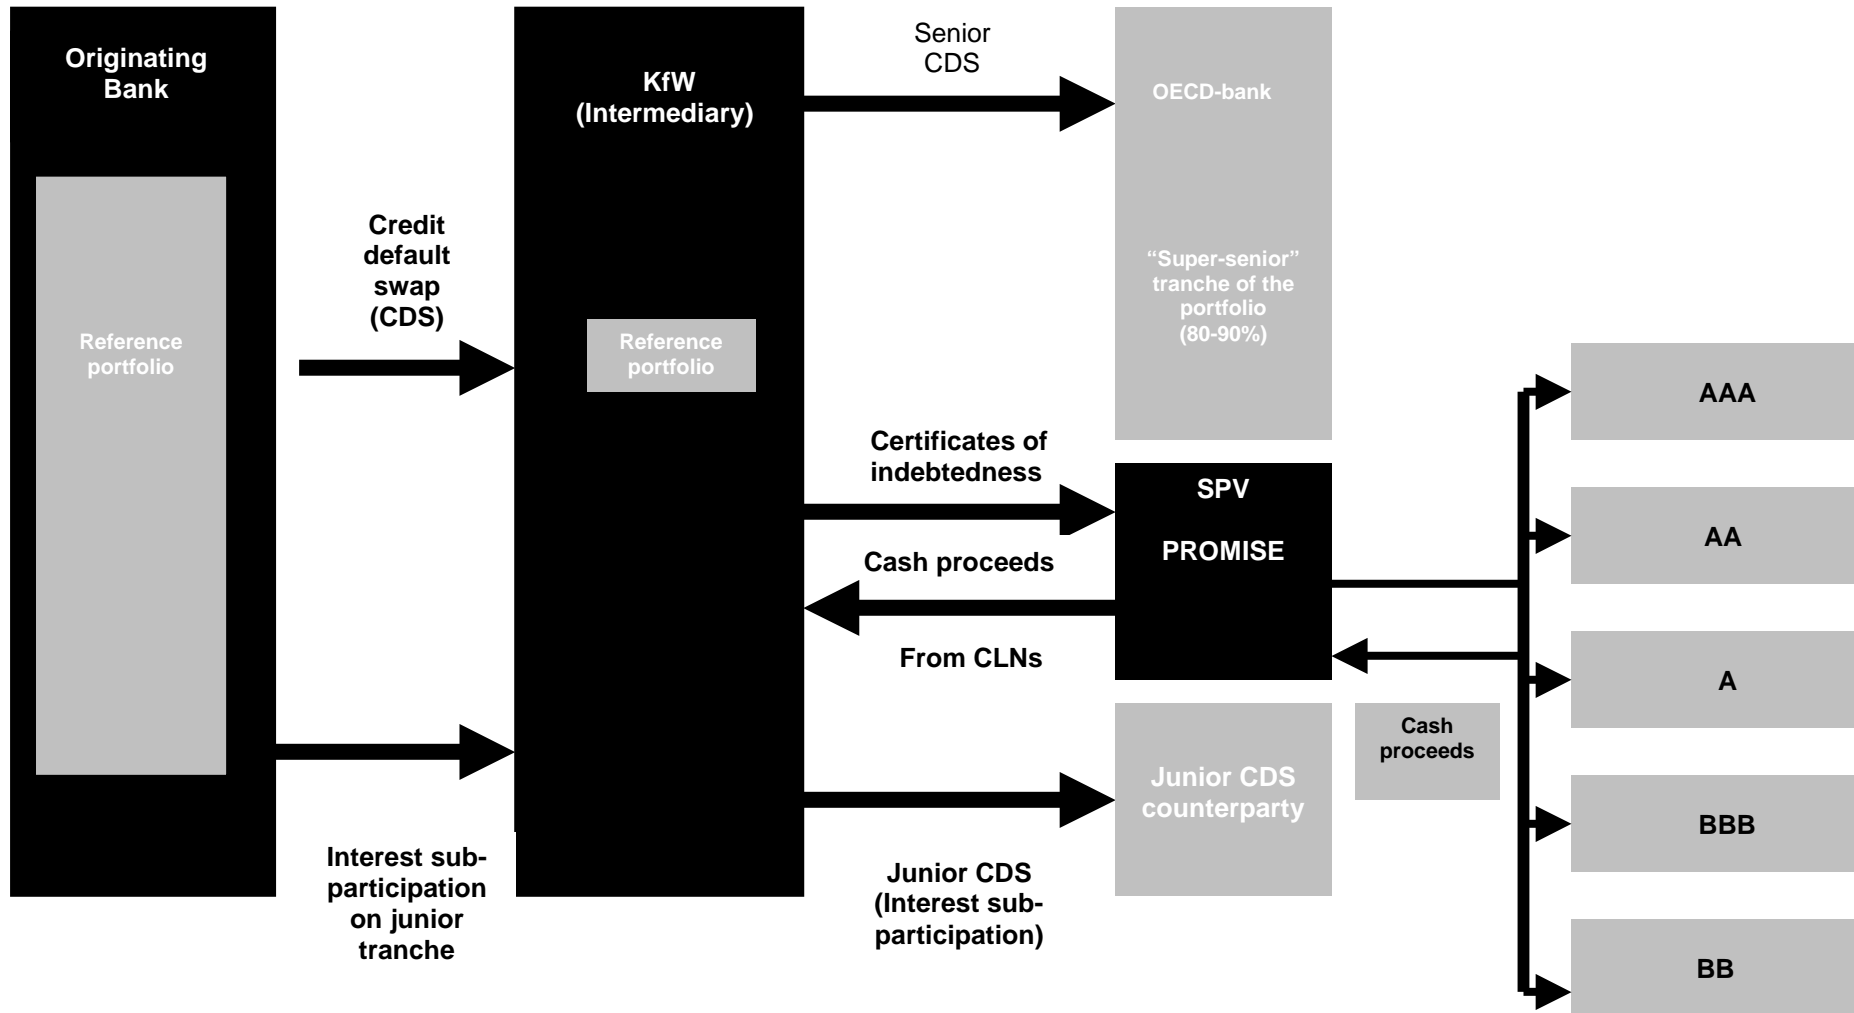 Originating
Bank
Reference
portfolio
Credit
default
swap
(CDS)
Interest sub-
participation
on junior
tranche
KfW
(Intermediary)
Reference
portfolio
Senior
CDS
Certificates of
indebtedness
Cash proceeds
From CLNs
Junior CDS
(Interest sub-
participation)
OECD-bank
“Super-senior”
tranche of the
portfolio
(80-90%)
SPV
PROMISE
Junior CDS
counterparty
Cash
proceeds
AAA
AA
A
BBB
BB